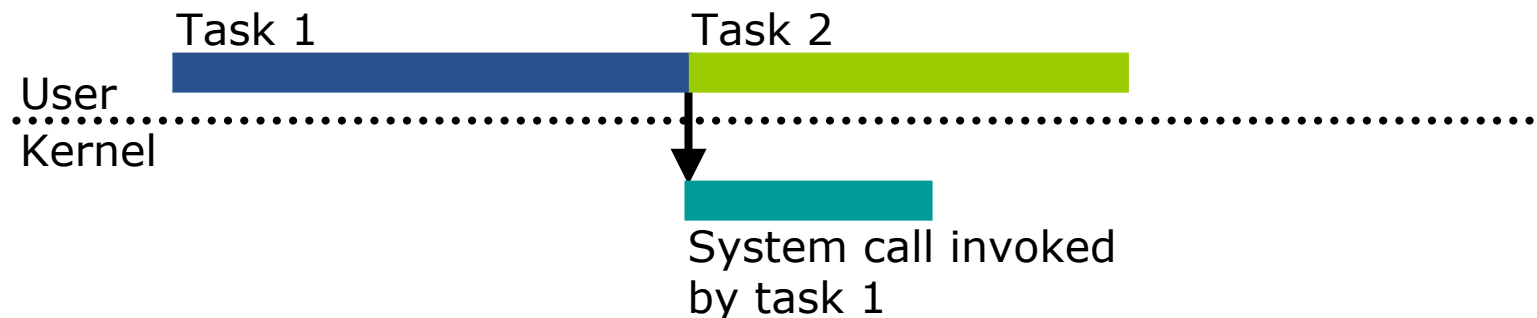 Task 1
Task 2
User
Kernel
System call invoked
by task 1